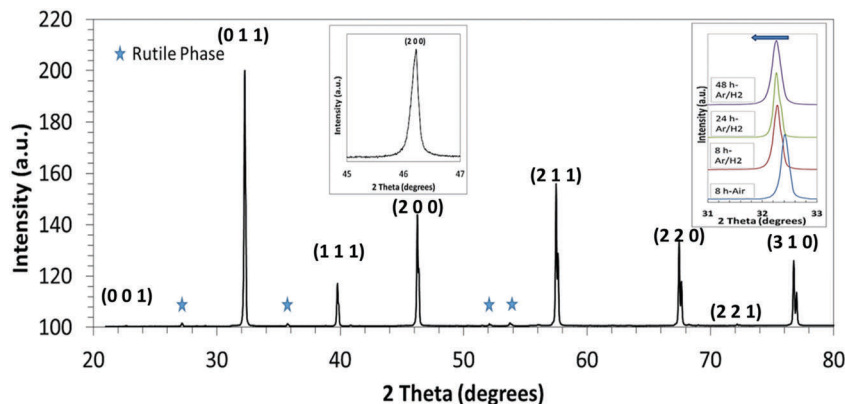 220
200
180
160
140
120
100
Intensity (a.u.)
Rutile Phase
(0 0 1)
(0 1 1)
(1 1 1)
(2 0 0)
(2 1 1)
(2 2 0)
(2 2 1)
(3 1 0)
20 30 40 50 60 70 80
2 Theta (degrees)
(2 0 0)
Intensity (a.u.)
45 46 47
2 Theta (degrees)
Intensity(a.u.)
48 h-
Ar/H2
24 h-
Ar/H2
8 h-
Ar/H2
8 h-Air
31 32 33
2 Theta (degrees)